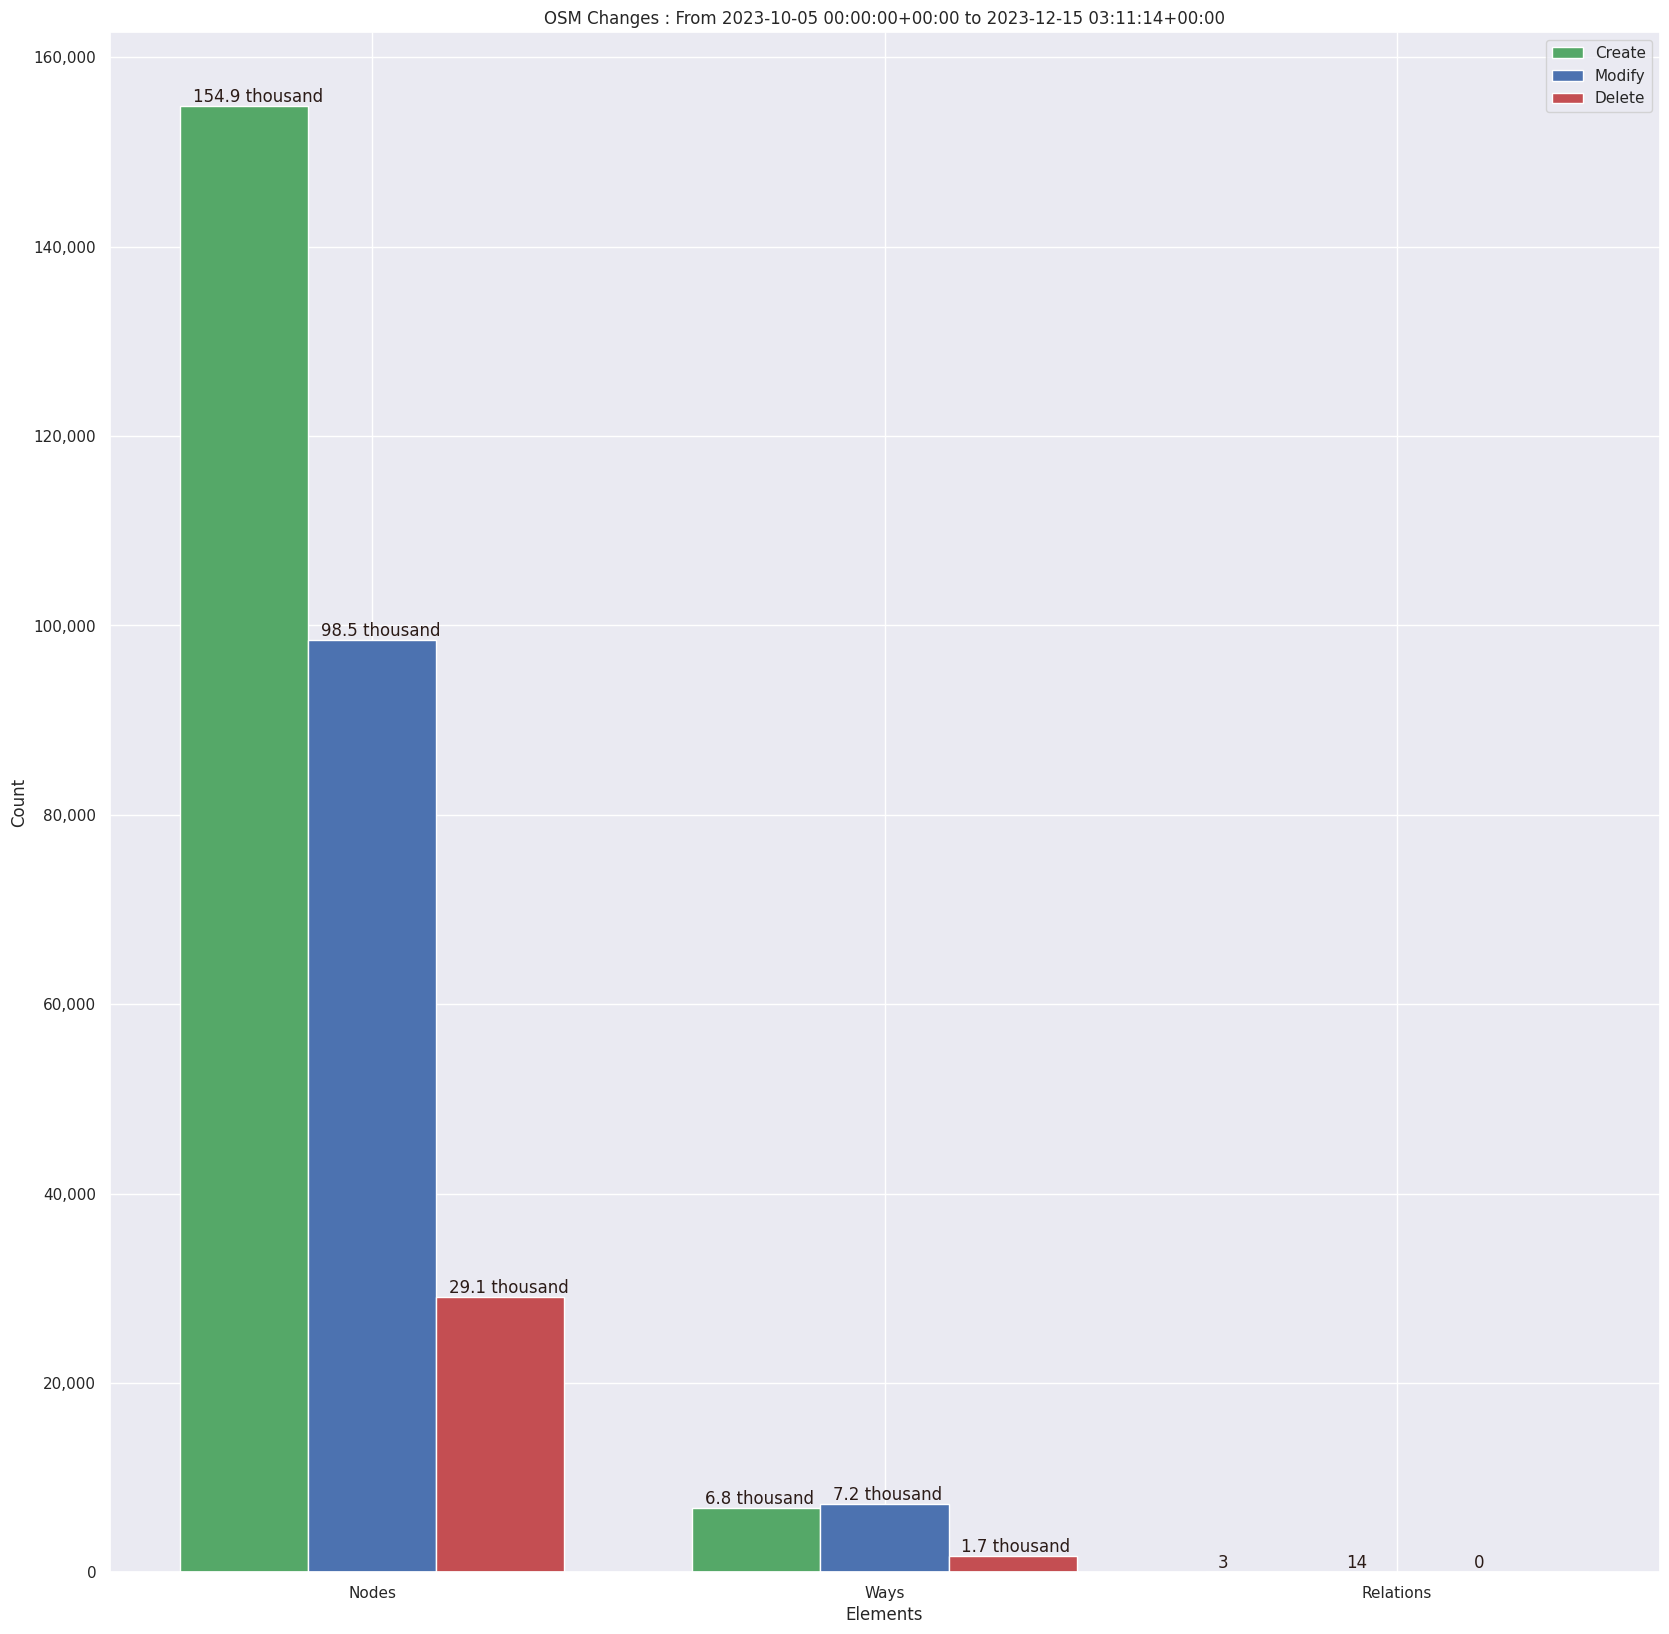 OSM Changes : From 2023-10-05 00:00:00+00:00 to 2023-12-15 03:11:14+00:00
160,000
140,000
120,000
100,000
80,000
60,000
40,000
20,000
0
Count
Create
Modify
Delete
154.9 thousand
98.5 thousand
29.1 thousand
6.8 thousand
7.2 thousand
1.7 thousand
3
14
0
Nodes
Ways
Relations
Elements